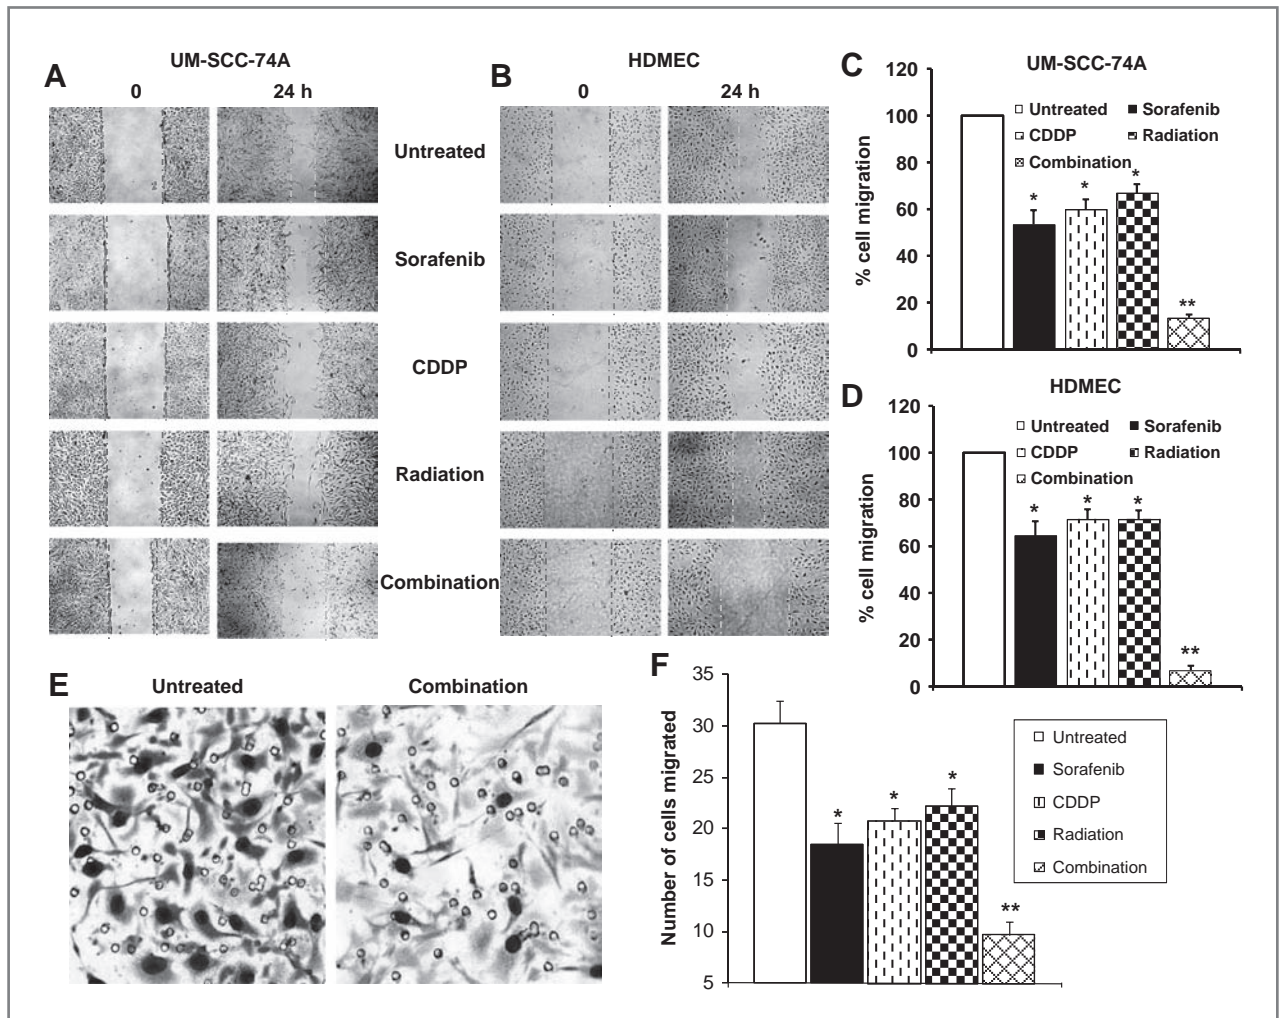 A
UM-SCC-74A
0
24 h
B
HDMEC
0
24 h
Untreated
Sorafenib
CDDP
Radiation
Combination
C
UM-SCC-74A
% cell migration
120
100
80
60
40
20
0
Untreated
Sorafenib
CDDP
Radiation
Combination
*
*
*
**
D
HDMEC
% cell migration
120
100
80
60
40
20
0
Untreated
Sorafenib
CDDP
Radiation
Combination
*
*
*
**
E
Untreated
Combination
F
Number of cells migrated
35
30
25
20
15
10
5
*
*
*
**
Untreated
Sorafenib
CDDP
Radiation
Combination